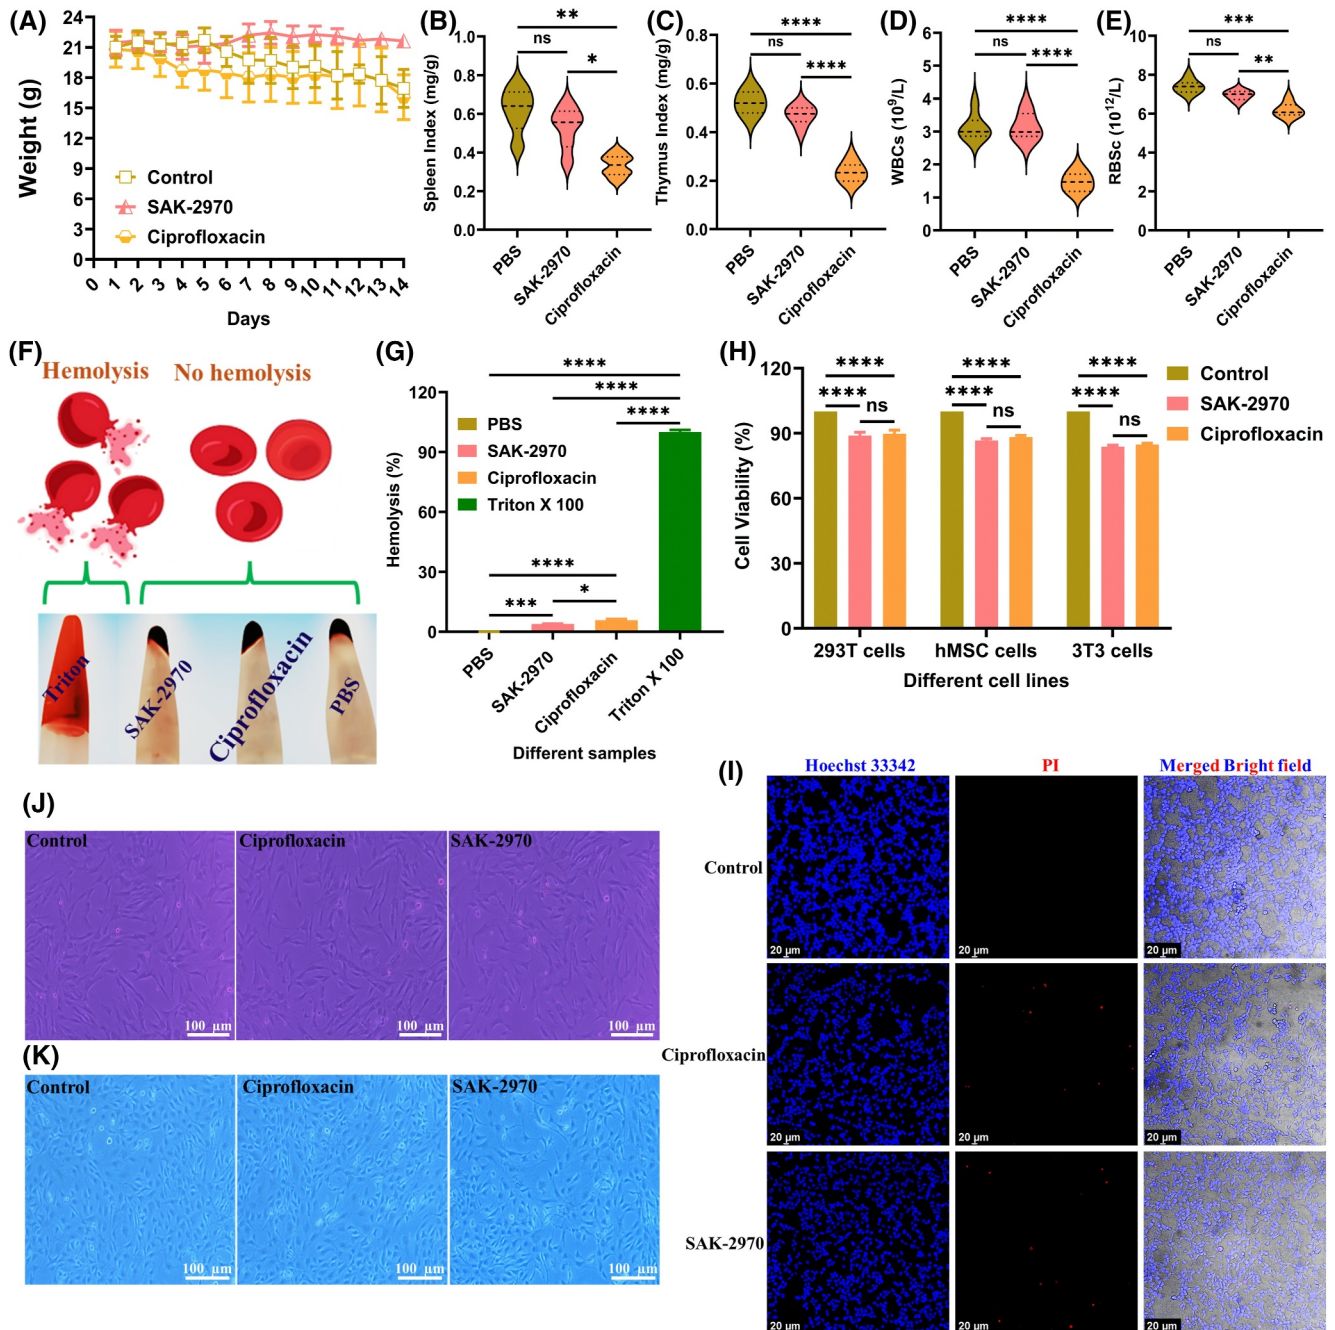 (A)
Weight (g)
24
21
18
15
12
9
6
3
0
Control
SAK-2970
Ciprofloxacin
0 1 2 3 4 5 6 7 8 9 10 11 12 13 14
Days
(B)
Spleen Index (mg/g)
1.0
0.8
0.6
0.4
0.2
0.0
**
ns
*
PBS
SAK-2970
Ciprofloxacin
(C)
Thymus Index (mg/g)
0.8
0.6
0.4
0.2
0.0
****
ns
****
PBS
SAK-2970
Ciprofloxacin
(D)
WBCs (10⁹/L)
6
5
4
3
2
1
0
****
ns
****
PBS
SAK-2970
Ciprofloxacin
(E)
RBSc (10¹²/L)
10
8
6
4
2
0
***
ns
**
PBS
SAK-2970
Ciprofloxacin
(F)
Hemolysis
No hemolysis
Triton
SAK-2970
Ciprofloxacin
PBS
(G)
Hemolysis (%)
120
90
60
30
0
****
****
****
PBS
SAK-2970
Ciprofloxacin
Triton X 100
****
***
*
PBS
SAK-2970
Ciprofloxacin
Triton X 100
Different samples
(H)
Cell Viability (%)
120
90
60
30
0
****
****
ns
****
****
ns
****
****
ns
Control
SAK-2970
Ciprofloxacin
293T cells
hMSC cells
3T3 cells
Different cell lines
(I)
Hoechst 33342
PI
Merged Bright field
Control
20 µm
20 µm
20 µm
Ciprofloxacin
20 µm
20 µm
20 µm
SAK-2970
20 µm
20 µm
20 µm
(J)
Control
Ciprofloxacin
SAK-2970
100 µm
100 µm
100 µm
(K)
Control
Ciprofloxacin
SAK-2970
100 µm
100 µm
100 µm